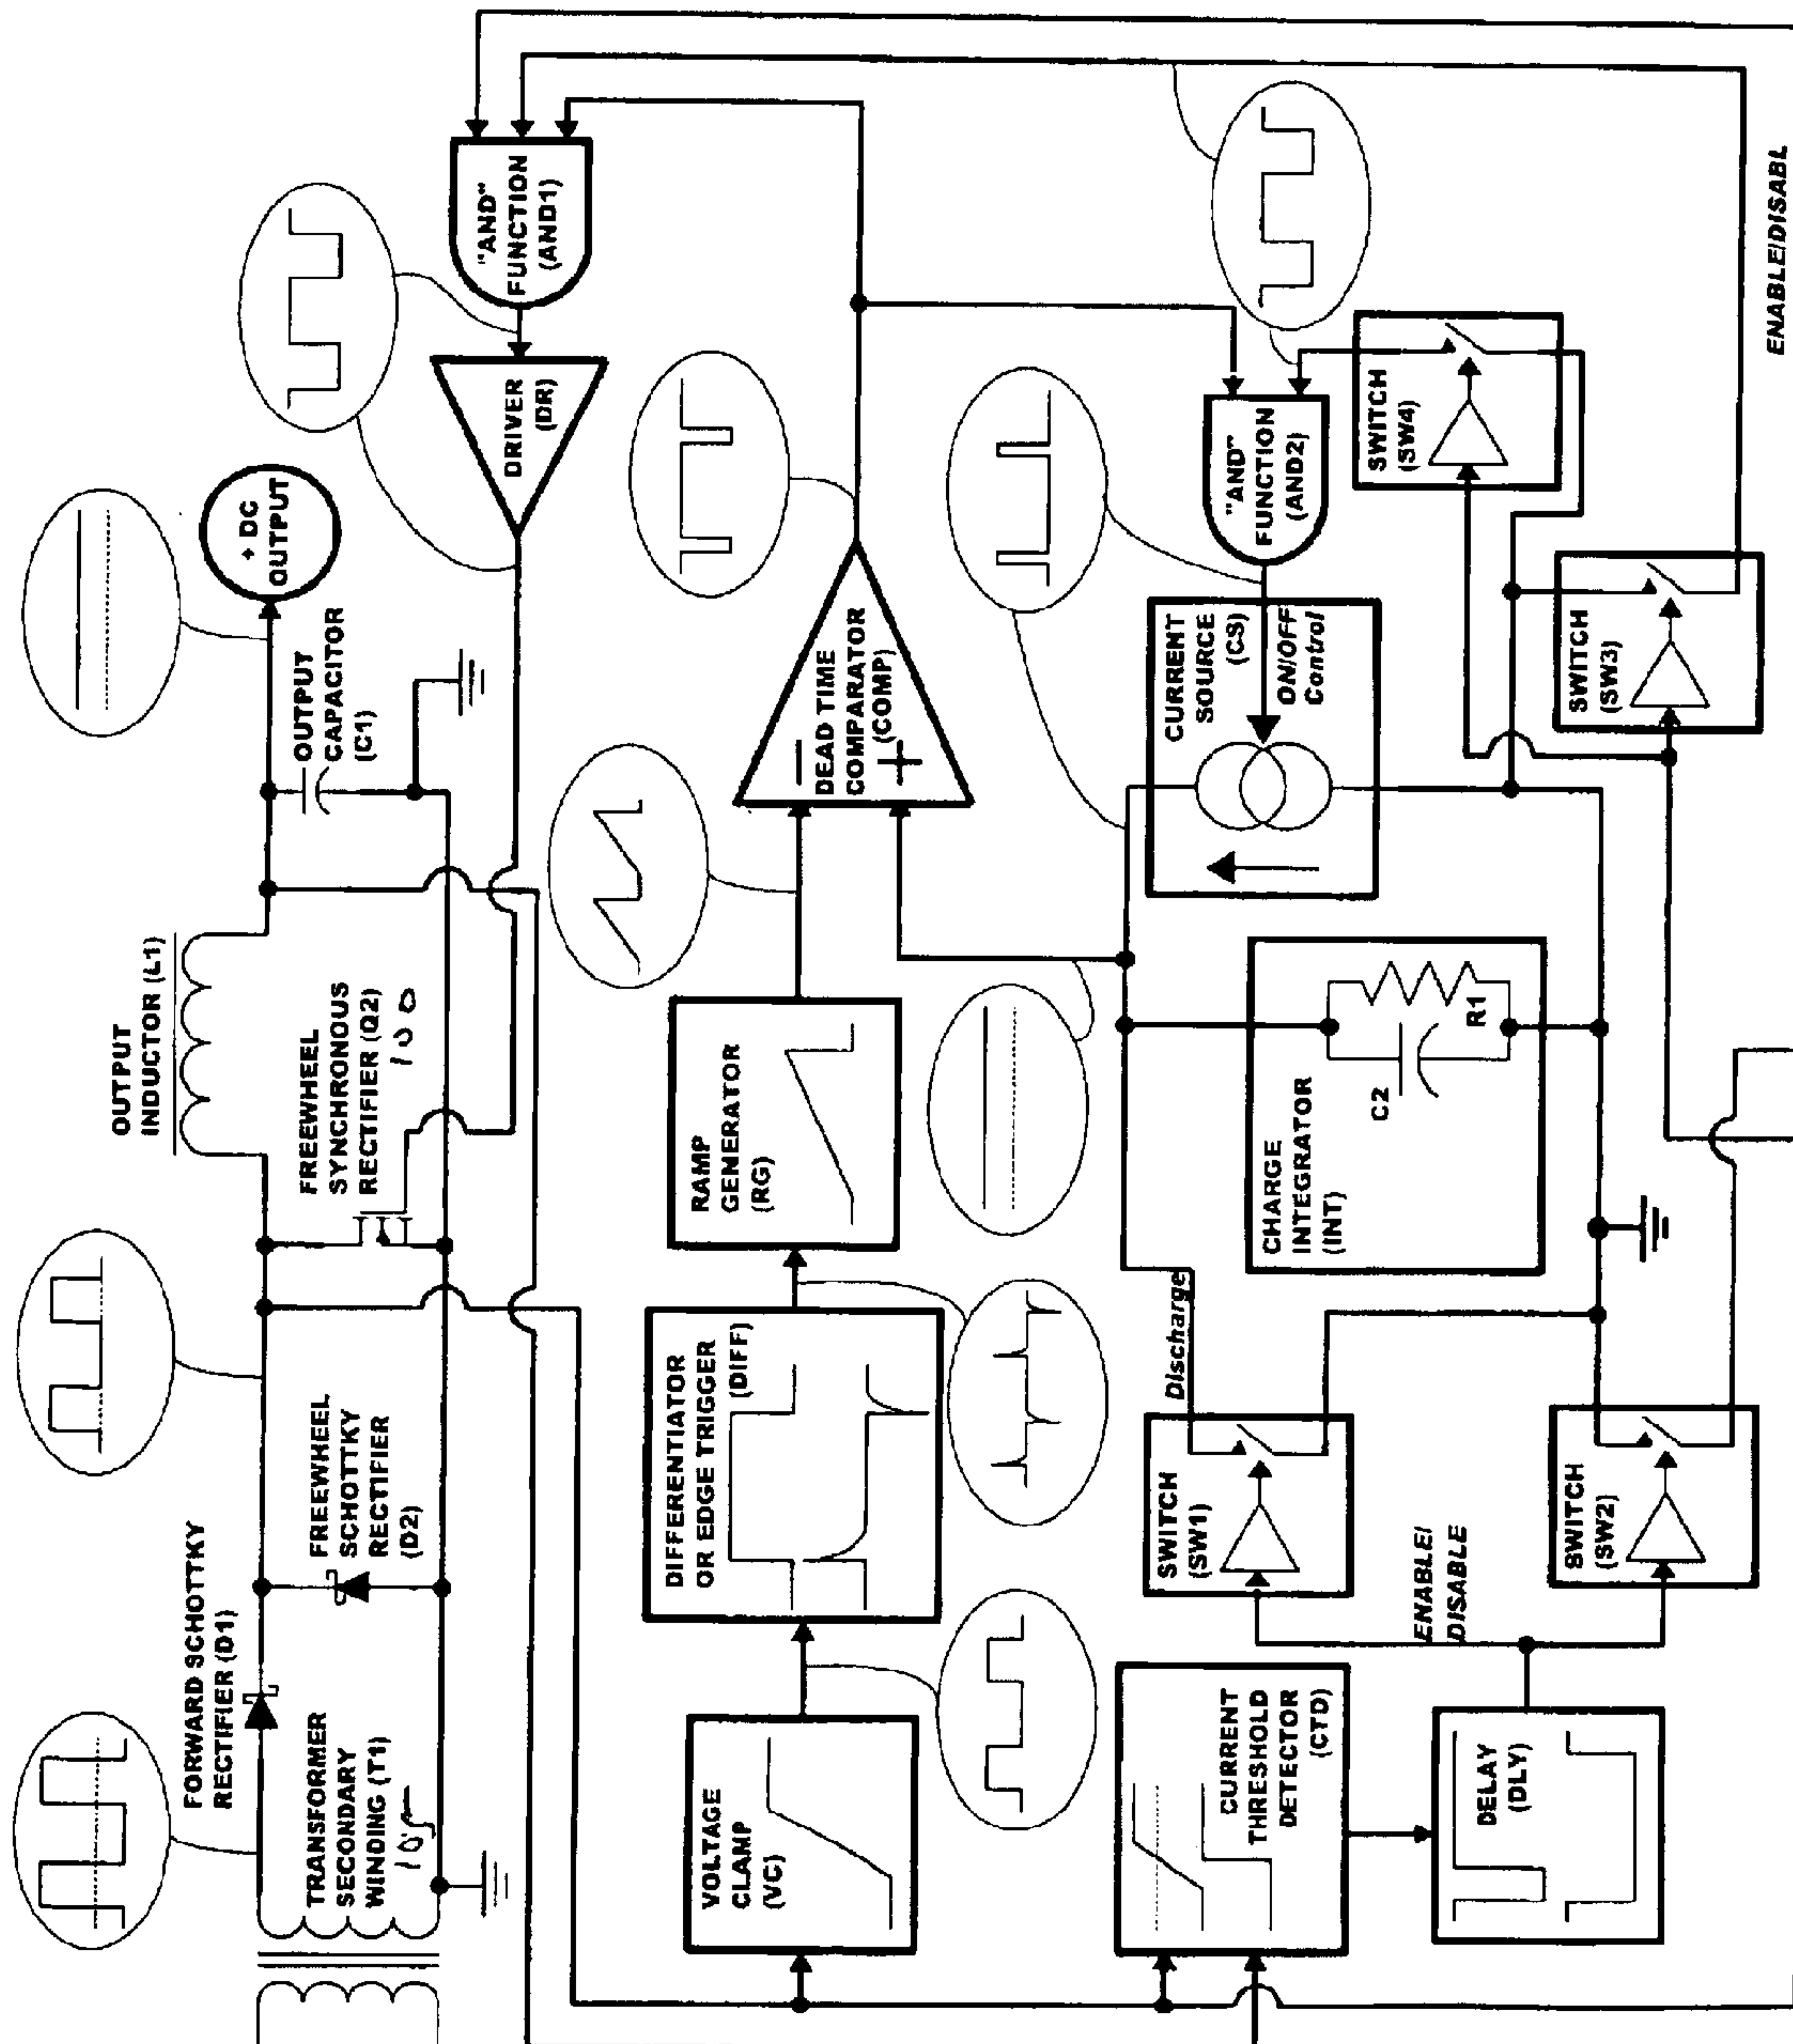 FORWARD SCHOTTKY
RECTIFIER (D1)
TRANSFORMER
SECONDARY
WINDING (T1)
105
FREEWHEEL
SCHOTTKY
RECTIFIER
(D2)
OUTPUT
INDUCTOR (L1)
FREEWHEEL
SYNCHRONOUS
RECTIFIER (Q2)
100
OUTPUT
CAPACITOR
(C1)
+ DC
OUTPUT
DRIVER
(DR)
"AND"
FUNCTION
(AND1)
VOLTAGE
CLAMP
(VC)
DIFFERENTIATOR
OR EDGE TRIGGER
(DIFF)
RAMP
GENERATOR
(RG)
DEAD TIME
COMPARATOR
(COMP)
−
+
CURRENT
THRESHOLD
DETECTOR
(CTD)
DELAY
(DLY)
ENABLE/
DISABLE
SWITCH
(SW1)
Discharge
SWITCH
(SW2)
CHARGE
INTEGRATOR
(INT)
C2
R1
CURRENT
SOURCE
(CS)
ON/OFF
Control
"AND"
FUNCTION
(AND2)
SWITCH
(SW4)
SWITCH
(SW3)
ENABLE/DISABL